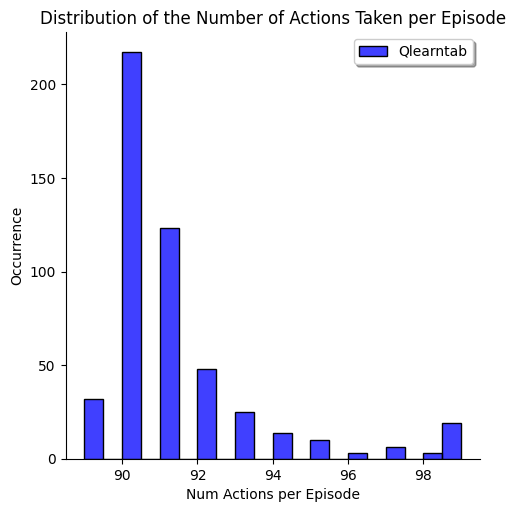 Distribution of the Number of Actions Taken per Episode
Qlearntab
200
150
100
50
0
Occurrence
90 92 94 96 98
Num Actions per Episode